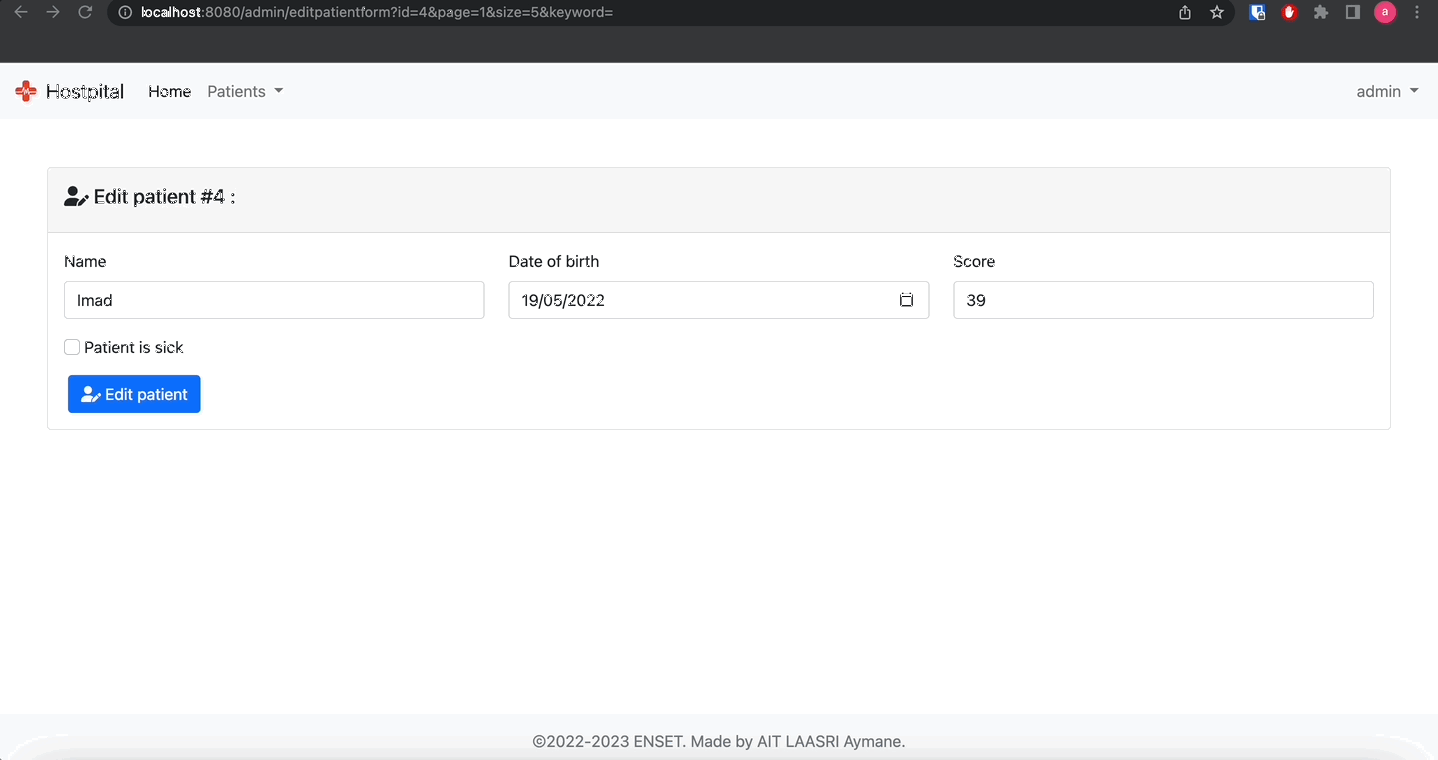 localhost:8080/admin/editpatientform?id=4&page=1&size=5&keyword=
a
Hostpital Home Patients admin
Edit patient #4 :
Name Date of birth Score
Imad 19/05/2022 39
Patient is sick
Edit patient
©2022-2023 ENSET. Made by AIT LAASRI Aymane.